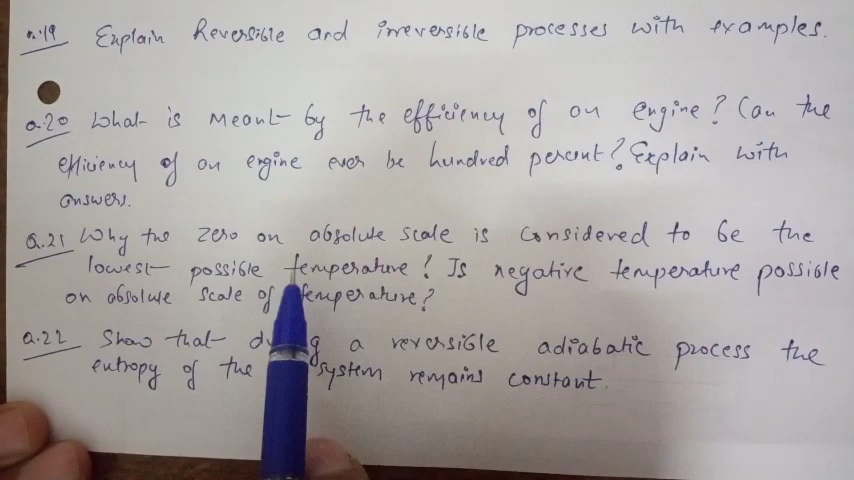 Q.19 Explain Reversible and irreversible processes with examples.
Q.20 What is meant by the efficiency of an engine? Can the
efficiency of an engine ever be hundred percent? Explain with
answers.
Q.21 Why the zero on absolute scale is considered to be the
lowest possible temperature? Is negative temperature possible
on absolute scale of temperature?
Q.22 Show that a reversible adiabatic process the
entropy of the system remains constant.